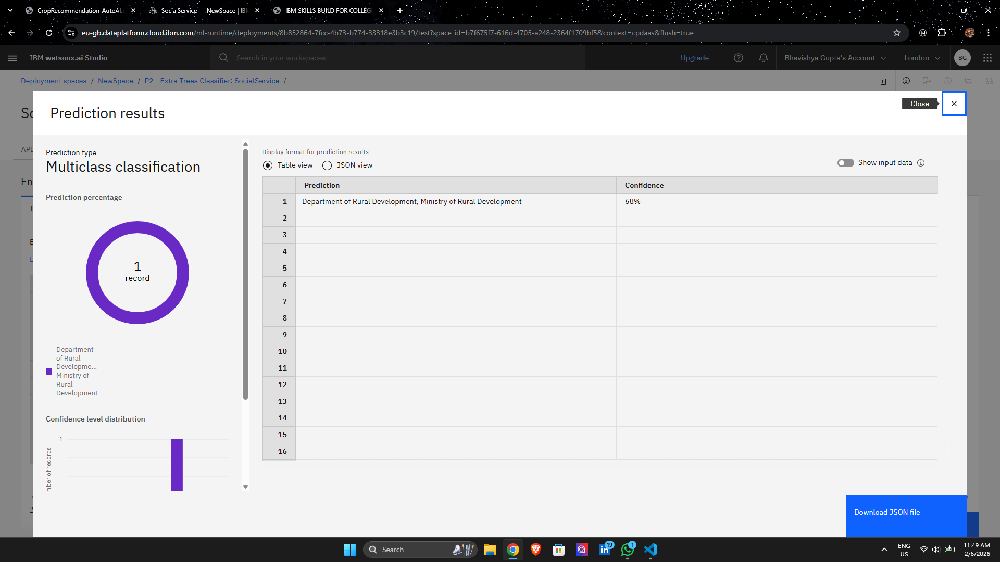 CropRecommendation-AutoAI.
SocialService — NewSpace | IB
IBM SKILLS BUILD FOR COLLEG
eu-gb.dataplatform.cloud.ibm.com/ml-runtime/deployments/8b852864-7fcc-4b73-b774-33318e3b3c19/test?space_id=b7f675f7-616d-4705-a248-2364f1709bf5&context=cpdaas&flush=true
IBM watsonx.ai Studio
Search in your workspaces
Upgrade
Bhavishya Gupta's Account
London
BG
Deployment spaces / NewSpace / P2 - Extra Trees Classifier: SocialService /
Prediction results
Close
API
Prediction type
Multiclass classification
Prediction percentage
1
record
Department
of Rural
Developme...
Ministry of
Rural
Development
Confidence level distribution
1
mber of records
Display format for prediction results
Table view
JSON view
Show input data
Prediction Confidence
1 Department of Rural Development, Ministry of Rural Development 68%
2
3
4
5
6
7
8
9
10
11
12
13
14
15
16
Download JSON file
Search
19
1
ENG
US
11:49 AM
2/6/2026